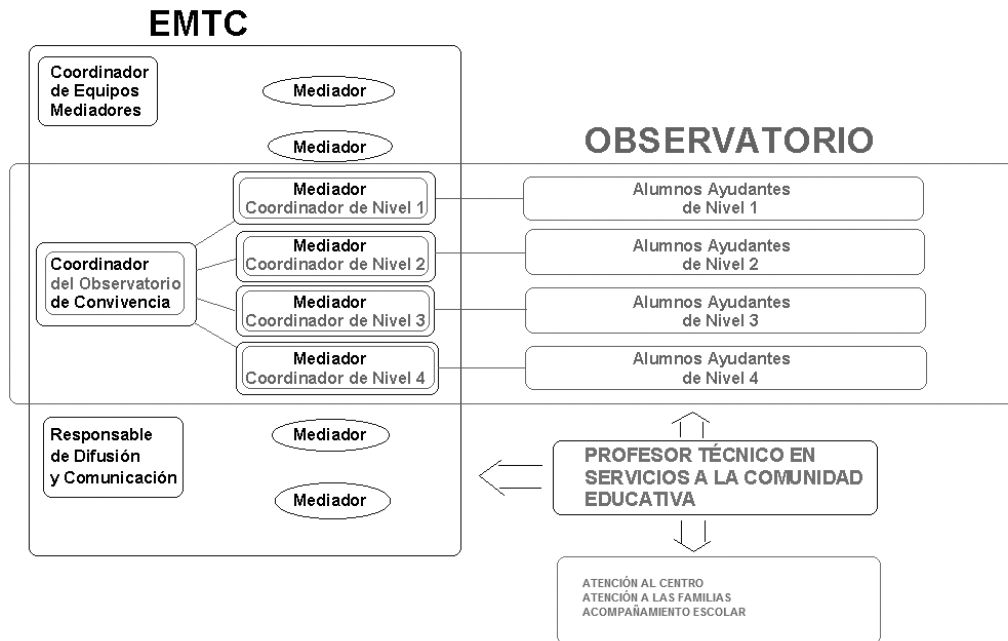 EMTC
Coordinador
de Equipos
Mediadores
Mediador
Mediador
OBSERVATORIO
Mediador
Coordinador de Nivel 1
Alumnos Ayudantes
de Nivel 1
Mediador
Coordinador de Nivel 2
Alumnos Ayudantes
de Nivel 2
Coordinador
del Observatorio
de Convivencia
Mediador
Coordinador de Nivel 3
Alumnos Ayudantes
de Nivel 3
Mediador
Coordinador de Nivel 4
Alumnos Ayudantes
de Nivel 4
Responsable
de Difusión
y Comunicación
Mediador
Mediador
PROFESOR TÉCNICO EN
SERVICIOS A LA COMUNIDAD
EDUCATIVA
ATENCIÓN AL CENTRO
ATENCIÓN A LAS FAMILIAS
ACOMPAÑAMIENTO ESCOLAR